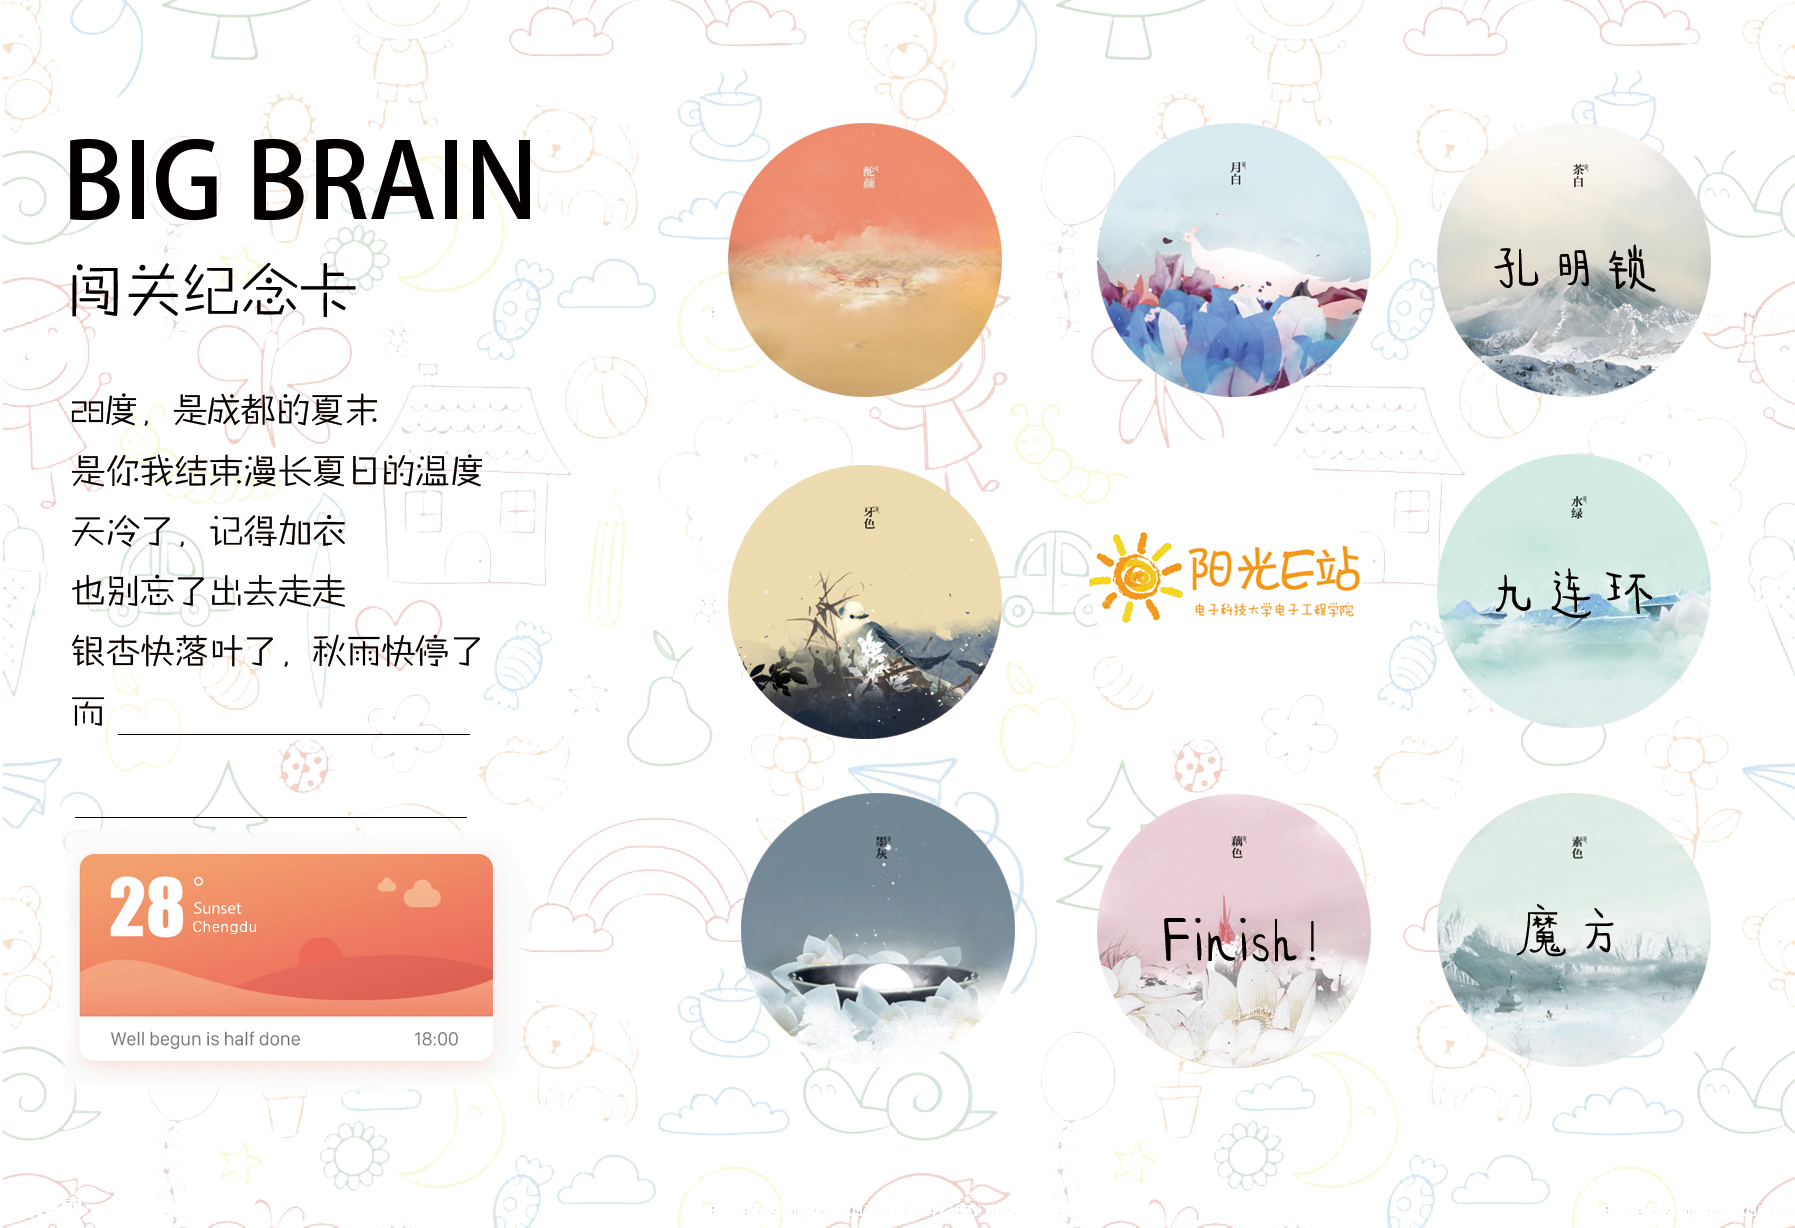 BIG BRAIN
闯关纪念卡
28度，是成都的夏末
是你我结束漫长夏日的温度
天冷了，记得加衣
也别忘了出去走走
银杏快落叶了，秋雨快停了
而
28°
Sunset
Chengdu
Well begun is half done
18:00
酡颜
月白
茶白
孔明锁
牙色
阳光E站
电子科技大学电子工程学院
水绿
九连环
墨灰
藕色
Finish!
素色
魔方